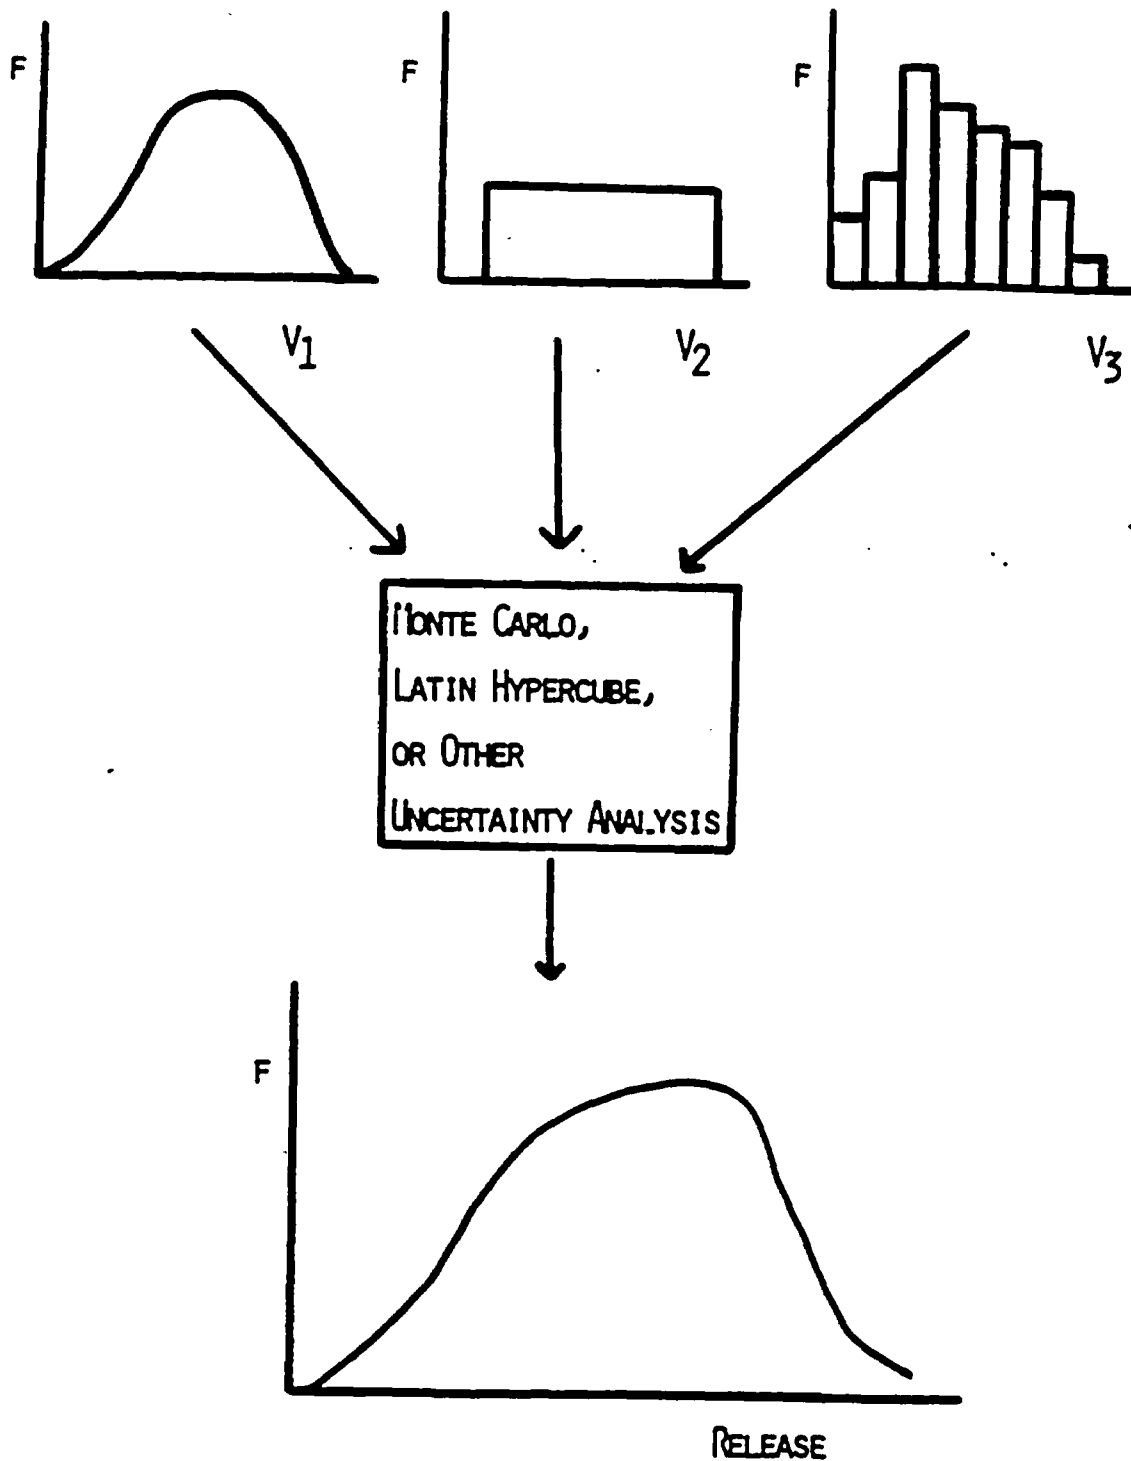 F
F
F
V1
V2
V3
MONTE CARLO,
LATIN HYPERCUBE,
OR OTHER
UNCERTAINTY ANALYSIS
F
RELEASE